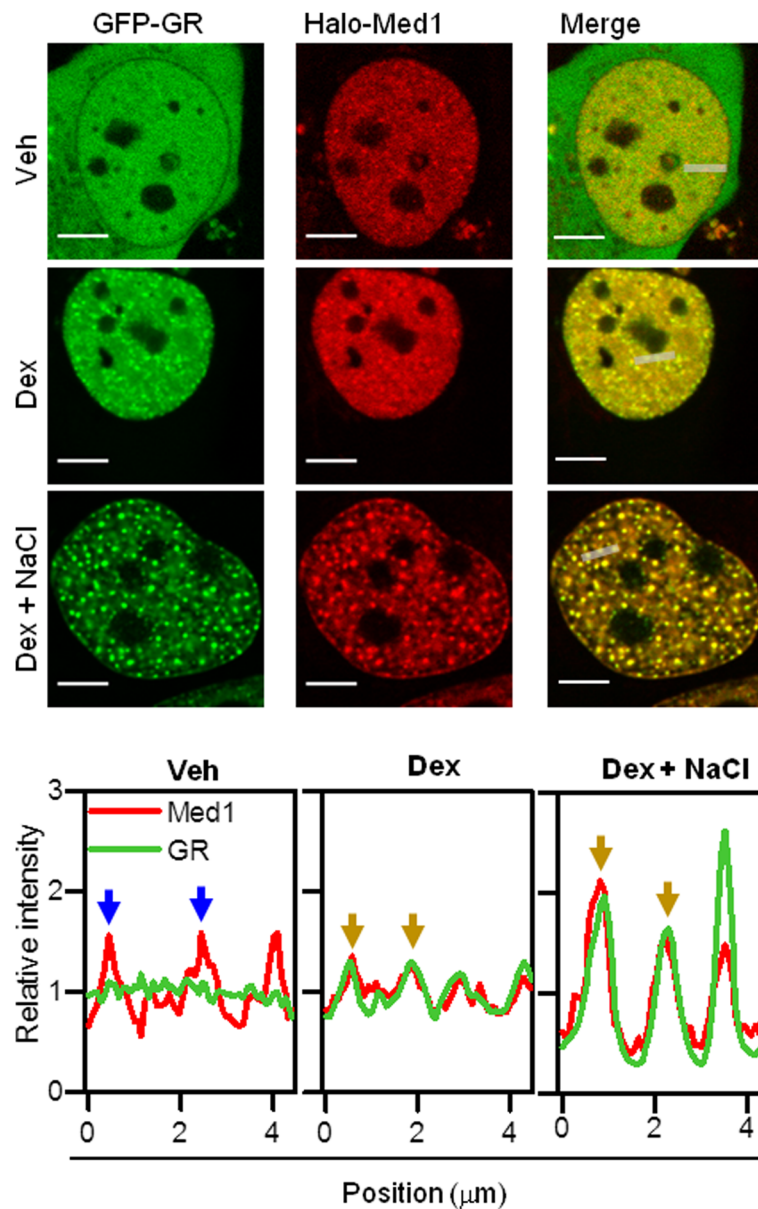 GFP-GR Halo-Med1 Merge
Veh
Dex
Dex + NaCl
Veh Dex Dex + NaCl
Relative intensity
3
2
1
0
Med1
GR
0 2 4 0 2 4 0 2 4
Position (μm)